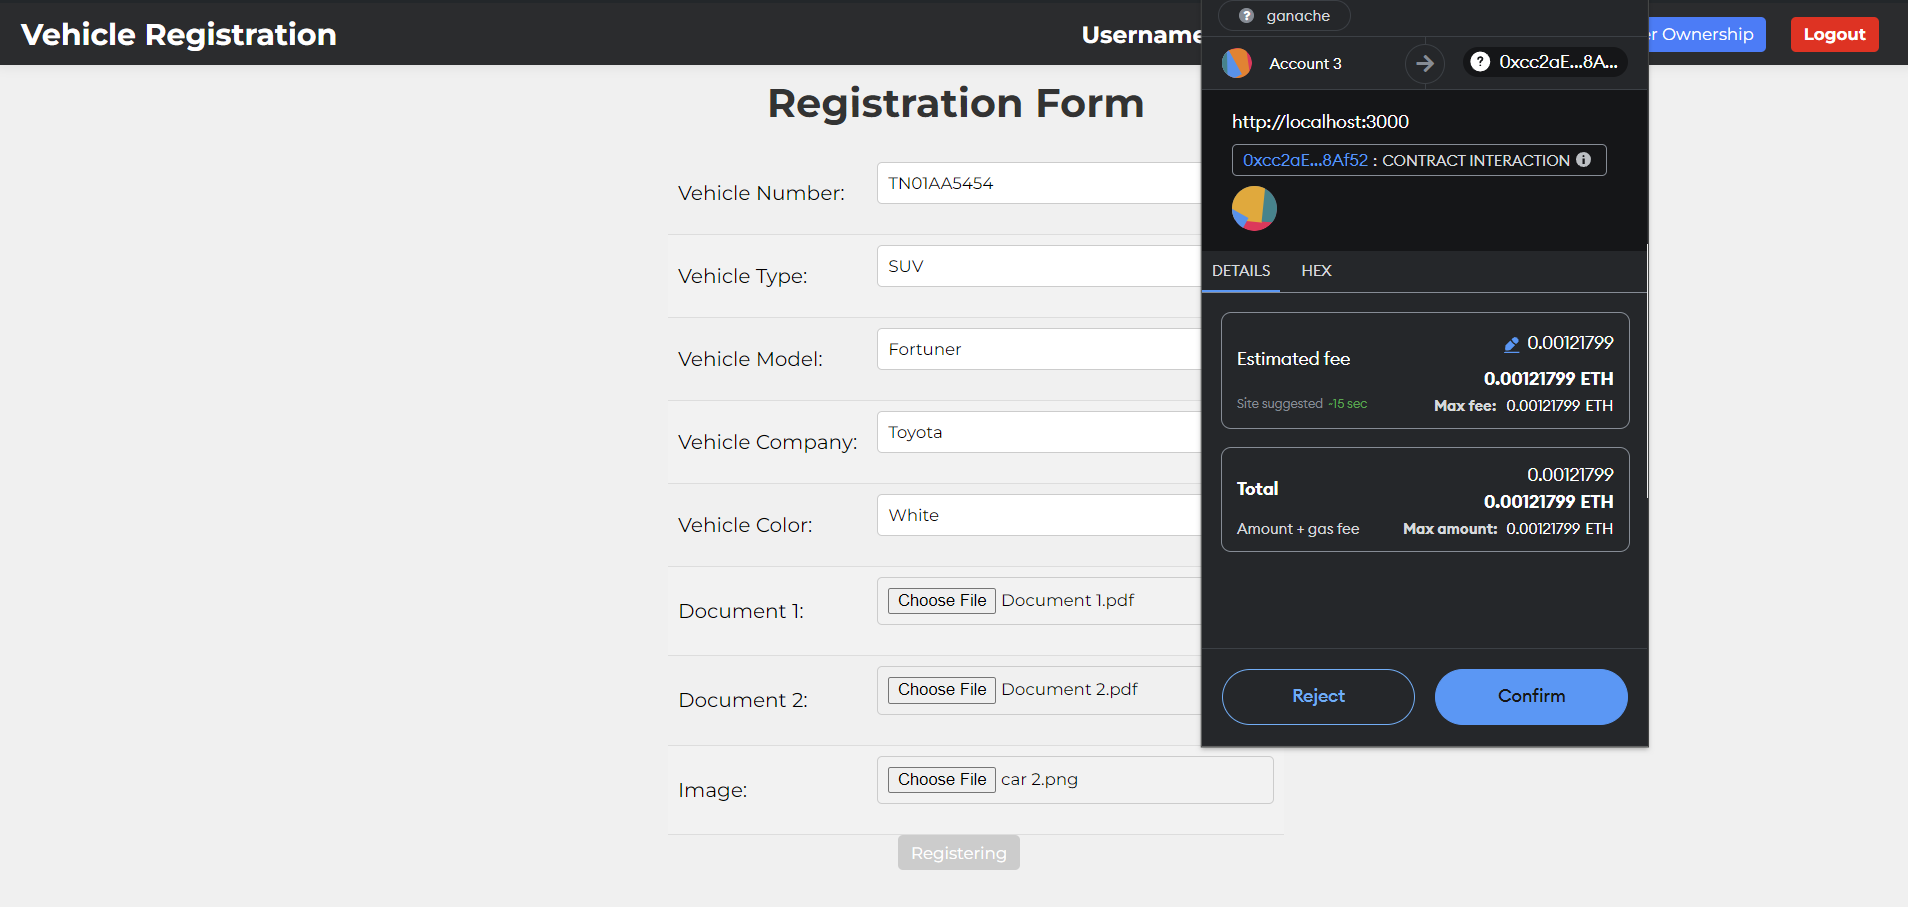 Vehicle Registration
Username
er Ownership
Logout
Registration Form
Vehicle Number:
TN01AA5454
Vehicle Type:
SUV
Vehicle Model:
Fortuner
Vehicle Company:
Toyota
Vehicle Color:
White
Document 1:
Choose File Document 1.pdf
Document 2:
Choose File Document 2.pdf
Image:
Choose File car 2.png
Registering
? ganache
Account 3
? 0xcc2aE...8A...
http://localhost:3000
0xcc2aE...8Af52 : CONTRACT INTERACTION
DETAILS HEX
Estimated fee
0.00121799
0.00121799 ETH
Site suggested ~15 sec
Max fee: 0.00121799 ETH
Total
0.00121799
0.00121799 ETH
Amount + gas fee
Max amount: 0.00121799 ETH
Reject
Confirm